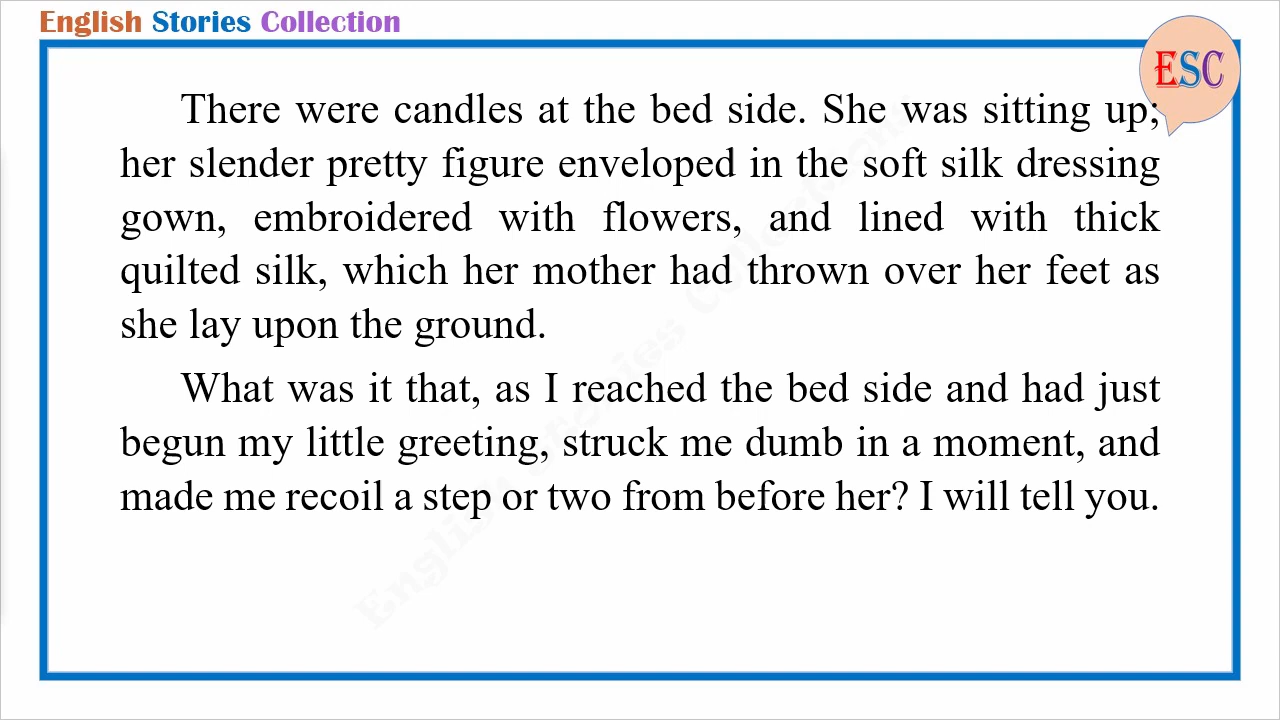 English Stories Collection
ESC
There were candles at the bed side. She was sitting up;
her slender pretty figure enveloped in the soft silk dressing
gown, embroidered with flowers, and lined with thick
quilted silk, which her mother had thrown over her feet as
she lay upon the ground.
What was it that, as I reached the bed side and had just
begun my little greeting, struck me dumb in a moment, and
made me recoil a step or two from before her? I will tell you.
English Stories Collections